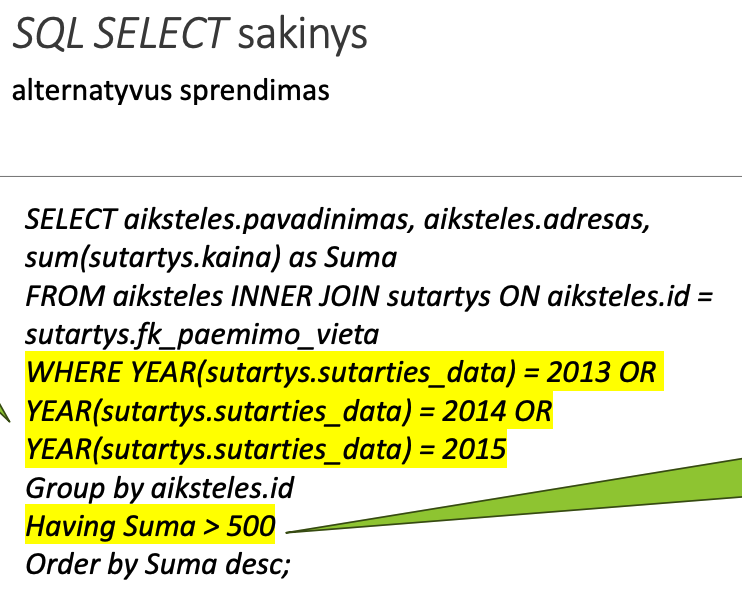 SQL SELECT sakinys
alternatyvus sprendimas
SELECT aiksteles.pavadinimas, aiksteles.adresas,
sum(sutartys.kaina) as Suma
FROM aiksteles INNER JOIN sutartys ON aiksteles.id =
sutartys.fk_paemimo_vieta
WHERE YEAR(sutartys.sutarties_data) = 2013 OR
YEAR(sutartys.sutarties_data) = 2014 OR
YEAR(sutartys.sutarties_data) = 2015
Group by aiksteles.id
Having Suma > 500
Order by Suma desc;